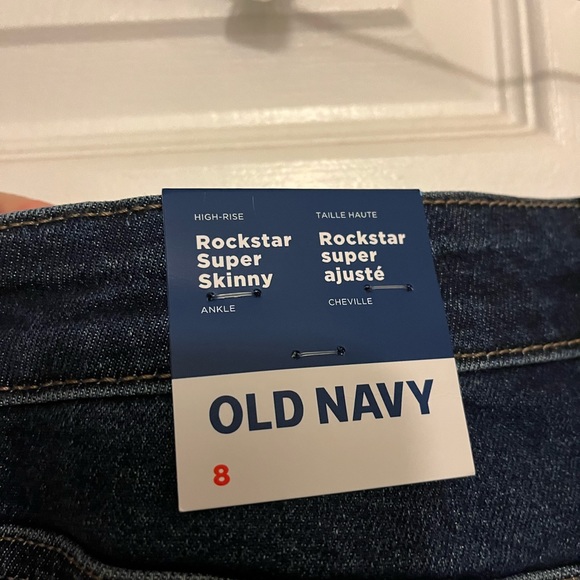 HIGH-RISE
Rockstar
Super
Skinny
ANKLE
TAILLE HAUTE
Rockstar
super
ajusté
CHEVILLE
OLD NAVY
8